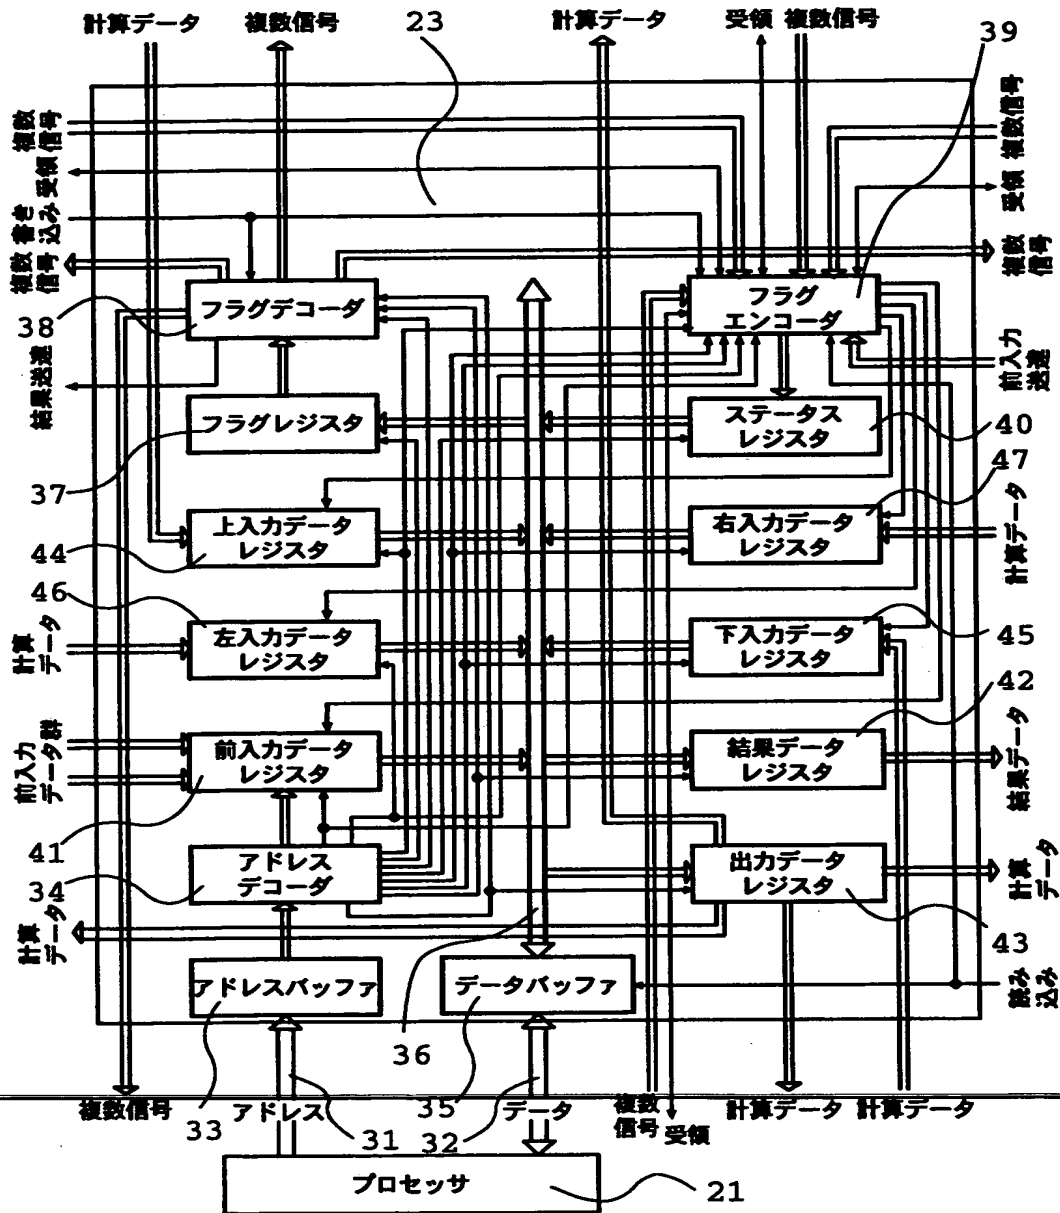 計算データ
複数信号
23
計算データ
受領
複数信号
39
複数
信号
受領
書き
込み
複数
信号
結果送達
複数信号
受領
複数
信号
前入力
送達
フラグデコーダ
38
フラグ
エンコーダ
フラグレジスタ
37
ステータス
レジスタ
40
47
上入力データ
レジスタ
44
右入力データ
レジスタ
計算データ
46
左入力データ
レジスタ
計算
データ
下入力データ
レジスタ
45
42
前入力
データ群
前入力データ
レジスタ
41
結果データ
レジスタ
結果データ
34
アドレス
デコーダ
出力データ
レジスタ
43
計算
データ
計算
データ
アドレスバッファ
33
データバッファ
35
36
読み
込み
複数信号
アドレス
31
データ
32
複数
信号
受領
計算データ
計算データ
プロセッサ
21